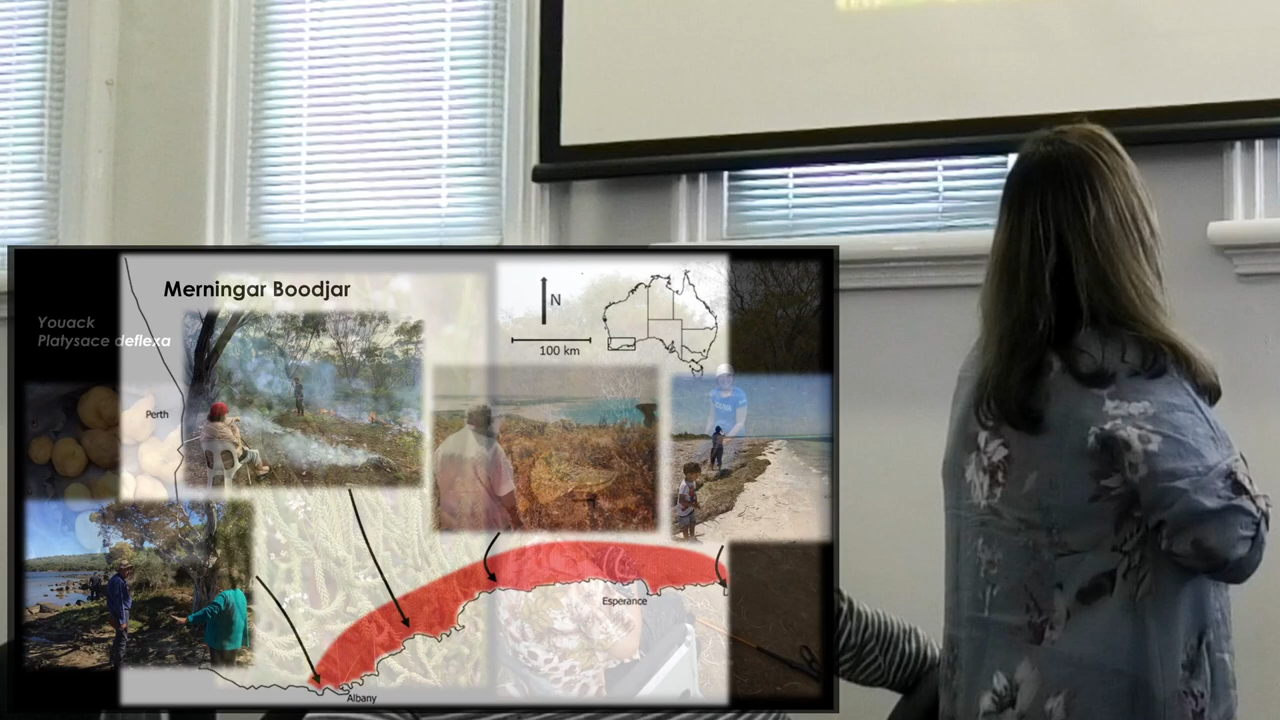 Merningar Boodjar
N
100 km
Youack
Platysace deflexa
Perth
Esperance
Albany